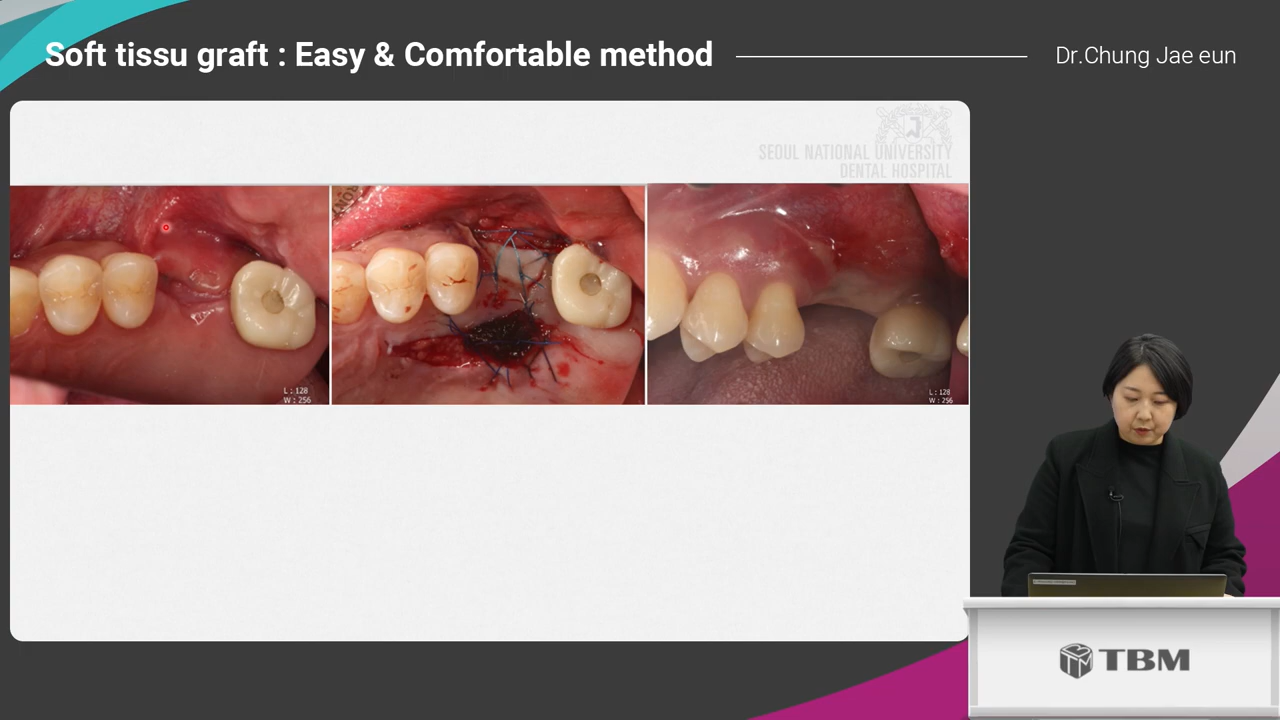 Soft tissu graft : Easy & Comfortable method
Dr.Chung Jae eun
SEOUL NATIONAL UNIVERSITY
DENTAL HOSPITAL
L : 128
W : 256
L : 128
W : 256
TBM